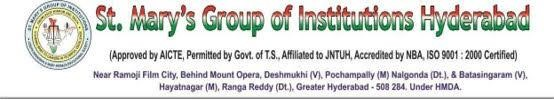 St. Mary's Group of Institutions Hyderabad
(Approved by AICTE, Permitted by Govt. of T.S., Affiliated to JNTUH, Accredited by NBA, ISO 9001 : 2000 Certified)
Near Ramoji Film City, Behind Mount Opera, Deshmukhi (V), Pochampally (M) Nalgonda (Dt.), & Batasingaram (V),
Hayatnagar (M), Ranga Reddy (Dt.), Greater Hyderabad - 508 284. Under HMDA.